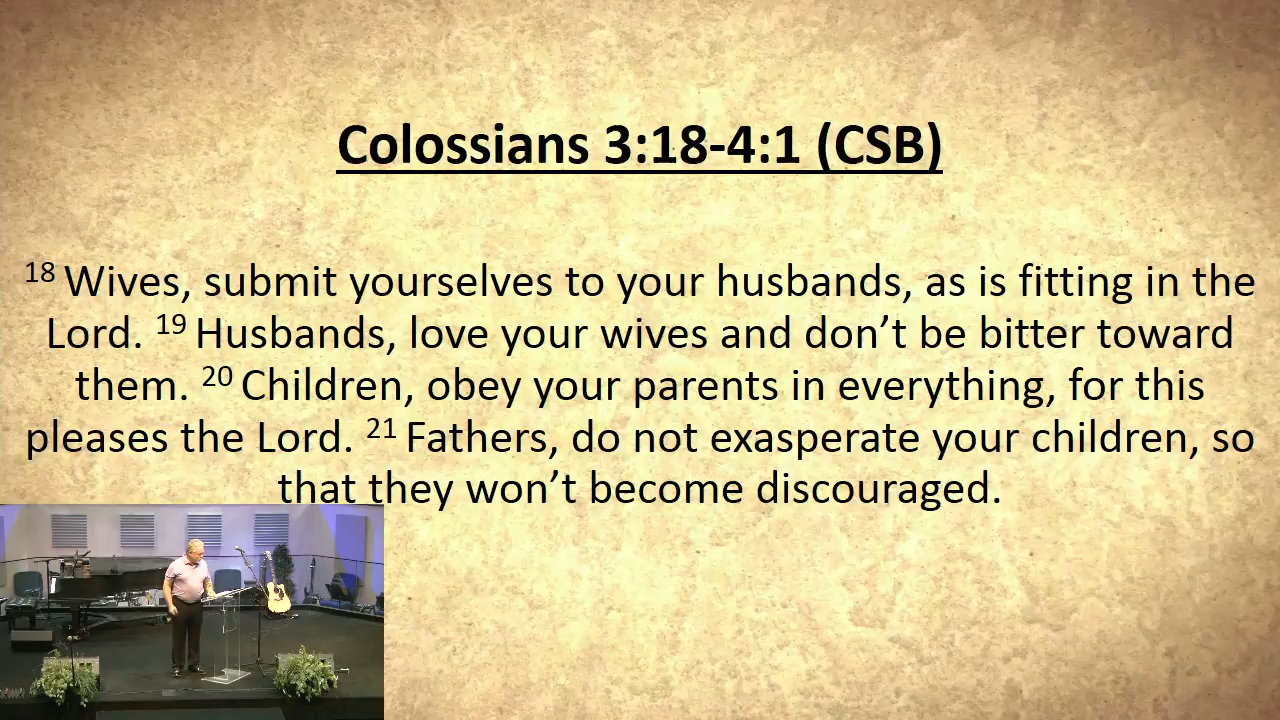 Colossians 3:18-4:1 (CSB)
18 Wives, submit yourselves to your husbands, as is fitting in the
Lord. 19 Husbands, love your wives and don’t be bitter toward
them. 20 Children, obey your parents in everything, for this
pleases the Lord. 21 Fathers, do not exasperate your children, so
that they won’t become discouraged.